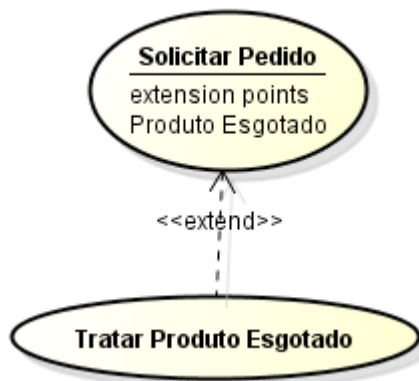 Solicitar Pedido
extension points
Produto Esgotado
<<extend>>
Tratar Produto Esgotado